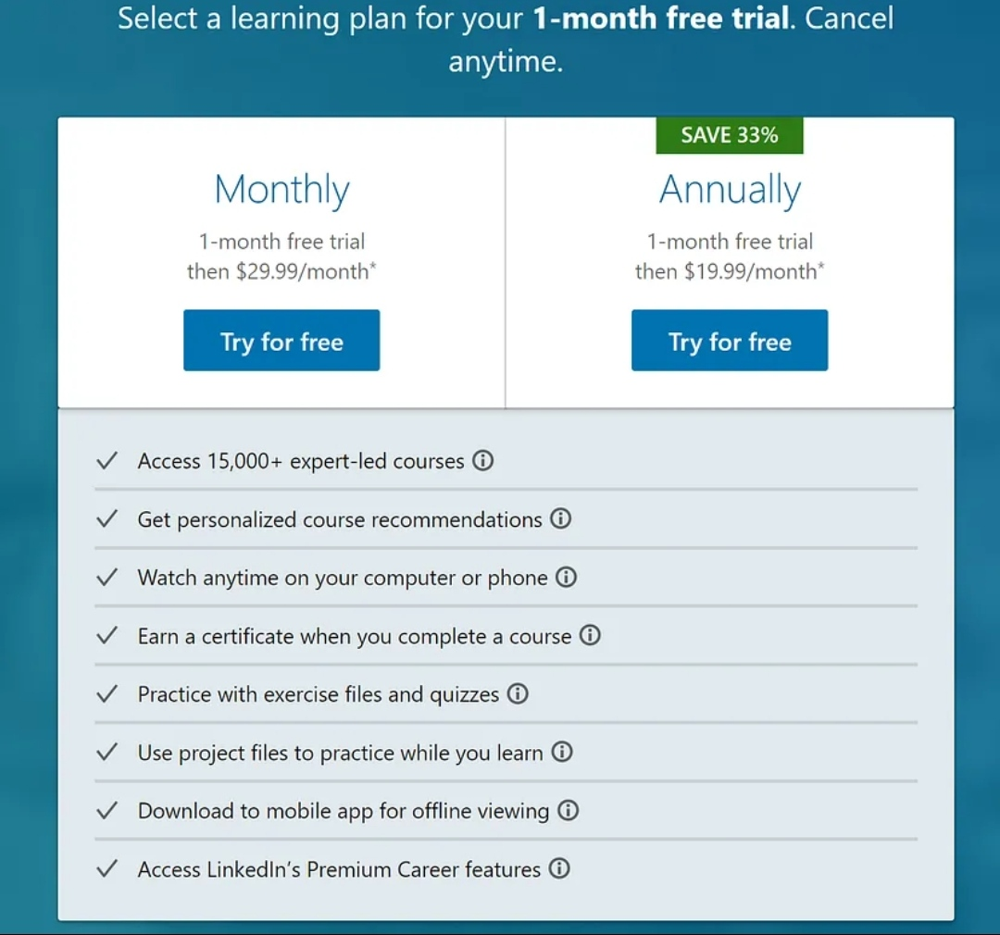 Select a learning plan for your 1-month free trial. Cancel
anytime.
Monthly
1-month free trial
then $29.99/month*
Try for free
SAVE 33%
Annually
1-month free trial
then $19.99/month*
Try for free
Access 15,000+ expert-led courses
Get personalized course recommendations
Watch anytime on your computer or phone
Earn a certificate when you complete a course
Practice with exercise files and quizzes
Use project files to practice while you learn
Download to mobile app for offline viewing
Access LinkedIn’s Premium Career features